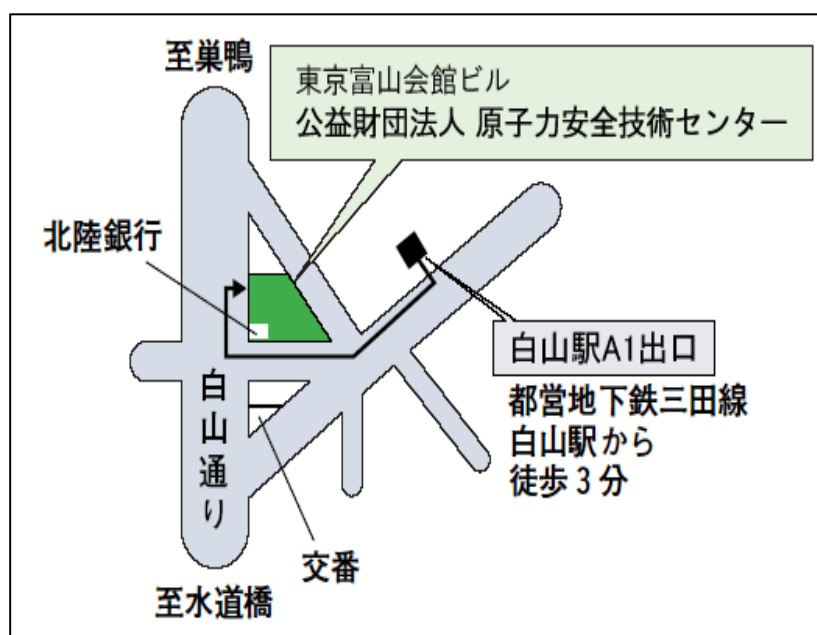 至巣鴨
東京富山会館ビル
公益財団法人 原子力安全技術センター
北陸銀行
白山駅A1出口
都営地下鉄三田線
白山駅から
徒歩3分
白山通り
交番
至水道橋